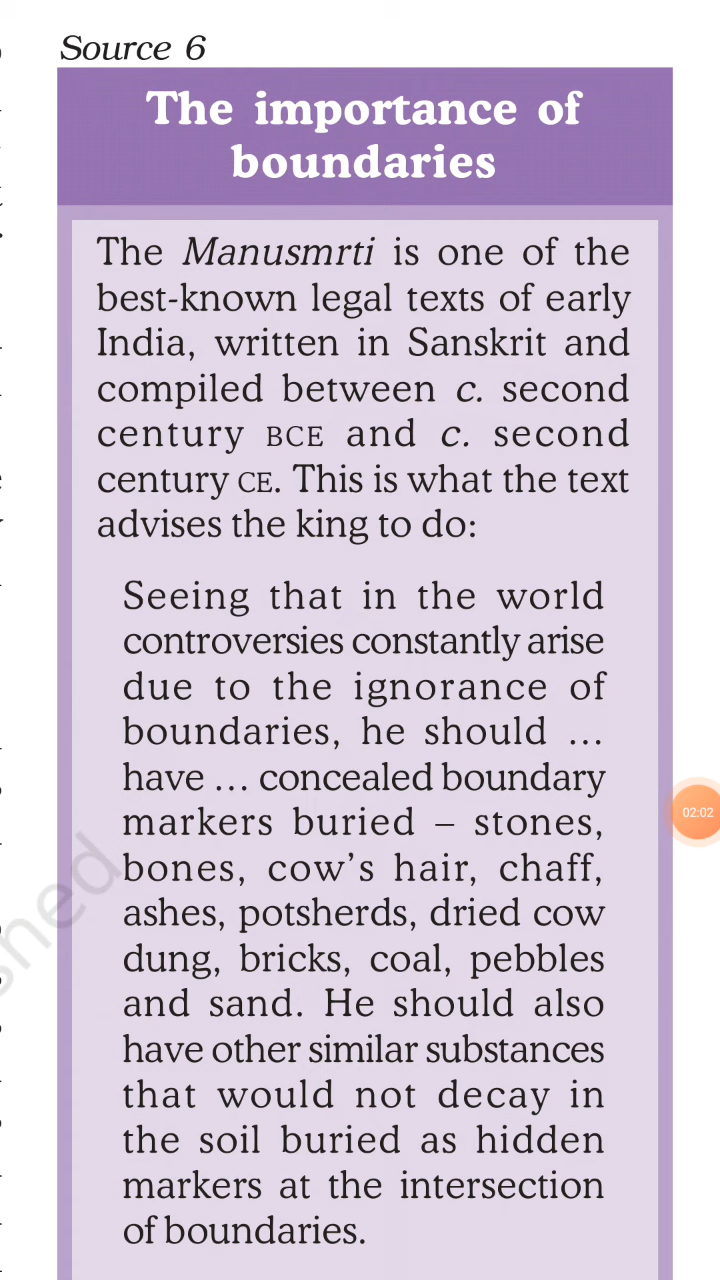 Source 6
The importance of
boundaries
The Manusmrti is one of the
best-known legal texts of early
India, written in Sanskrit and
compiled between c. second
century BCE and c. second
century CE. This is what the text
advises the king to do:
Seeing that in the world
controversies constantly arise
due to the ignorance of
boundaries, he should ...
have ... concealed boundary
markers buried – stones,
bones, cow's hair, chaff,
ashes, potsherds, dried cow
dung, bricks, coal, pebbles
and sand. He should also
have other similar substances
that would not decay in
the soil buried as hidden
markers at the intersection
of boundaries.
02:02